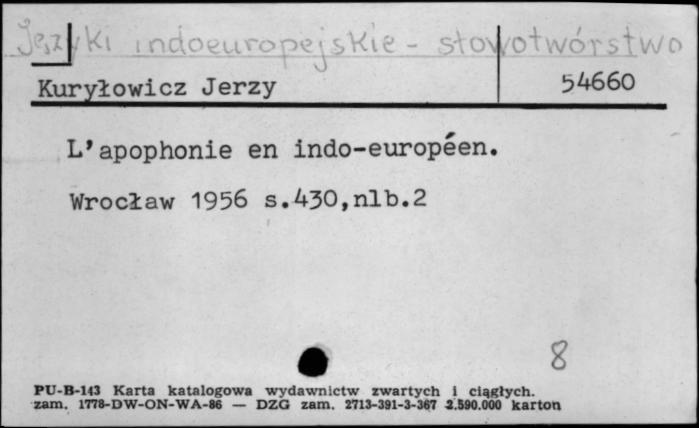 Języki indoeuropejskie - słowotwórstwo
Kuryłowicz Jerzy 54660
L'apophonie en indo-européen.
Wrocław 1956 s.430,nlb.2
8
PU-B-143 Karta katalogowa wydawnictw zwartych i ciągłych.
zam. 1778-DW-ON-WA-86 — DZG zam. 2713-391-3-367 2.590.000 karton